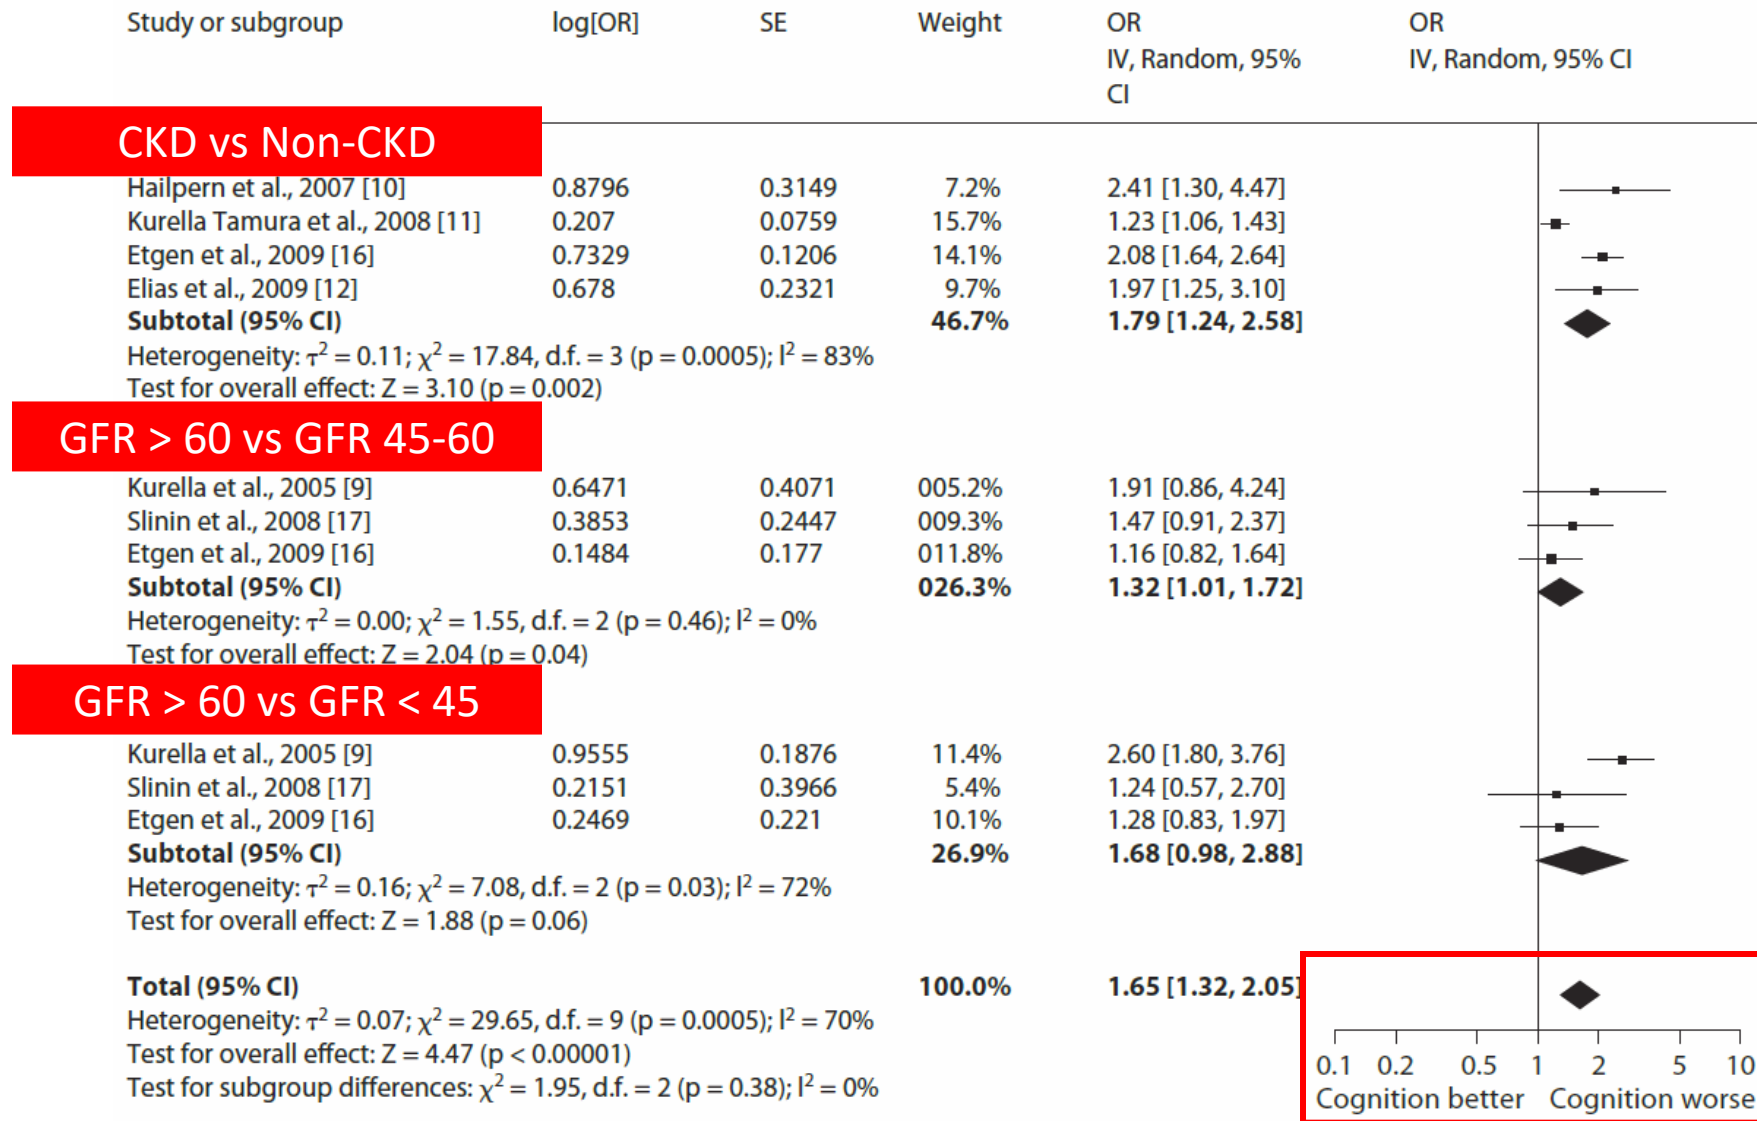 Study or subgroup log[OR] SE Weight OR OR
IV, Random, 95% IV, Random, 95% CI
CI
CKD vs Non-CKD
Hailpern et al., 2007 [10] 0.8796 0.3149 7.2% 2.41 [1.30, 4.47]
Kurella Tamura et al., 2008 [11] 0.207 0.0759 15.7% 1.23 [1.06, 1.43]
Etgen et al., 2009 [16] 0.7329 0.1206 14.1% 2.08 [1.64, 2.64]
Elias et al., 2009 [12] 0.678 0.2321 9.7% 1.97 [1.25, 3.10]
Subtotal (95% CI) 46.7% 1.79 [1.24, 2.58]
Heterogeneity: τ² = 0.11; χ² = 17.84, d.f. = 3 (p = 0.0005); I² = 83%
Test for overall effect: Z = 3.10 (p = 0.002)
GFR > 60 vs GFR 45-60
Kurella et al., 2005 [9] 0.6471 0.4071 005.2% 1.91 [0.86, 4.24]
Slinin et al., 2008 [17] 0.3853 0.2447 009.3% 1.47 [0.91, 2.37]
Etgen et al., 2009 [16] 0.1484 0.177 011.8% 1.16 [0.82, 1.64]
Subtotal (95% CI) 026.3% 1.32 [1.01, 1.72]
Heterogeneity: τ² = 0.00; χ² = 1.55, d.f. = 2 (p = 0.46); I² = 0%
Test for overall effect: Z = 2.04 (p = 0.04)
GFR > 60 vs GFR < 45
Kurella et al., 2005 [9] 0.9555 0.1876 11.4% 2.60 [1.80, 3.76]
Slinin et al., 2008 [17] 0.2151 0.3966 5.4% 1.24 [0.57, 2.70]
Etgen et al., 2009 [16] 0.2469 0.221 10.1% 1.28 [0.83, 1.97]
Subtotal (95% CI) 26.9% 1.68 [0.98, 2.88]
Heterogeneity: τ² = 0.16; χ² = 7.08, d.f. = 2 (p = 0.03); I² = 72%
Test for overall effect: Z = 1.88 (p = 0.06)
Total (95% CI) 100.0% 1.65 [1.32, 2.05]
Heterogeneity: τ² = 0.07; χ² = 29.65, d.f. = 9 (p = 0.0005); I² = 70%
Test for overall effect: Z = 4.47 (p < 0.00001)
Test for subgroup differences: χ² = 1.95, d.f. = 2 (p = 0.38); I² = 0%
0.1 0.2 0.5 1 2 5 10
Cognition better Cognition worse